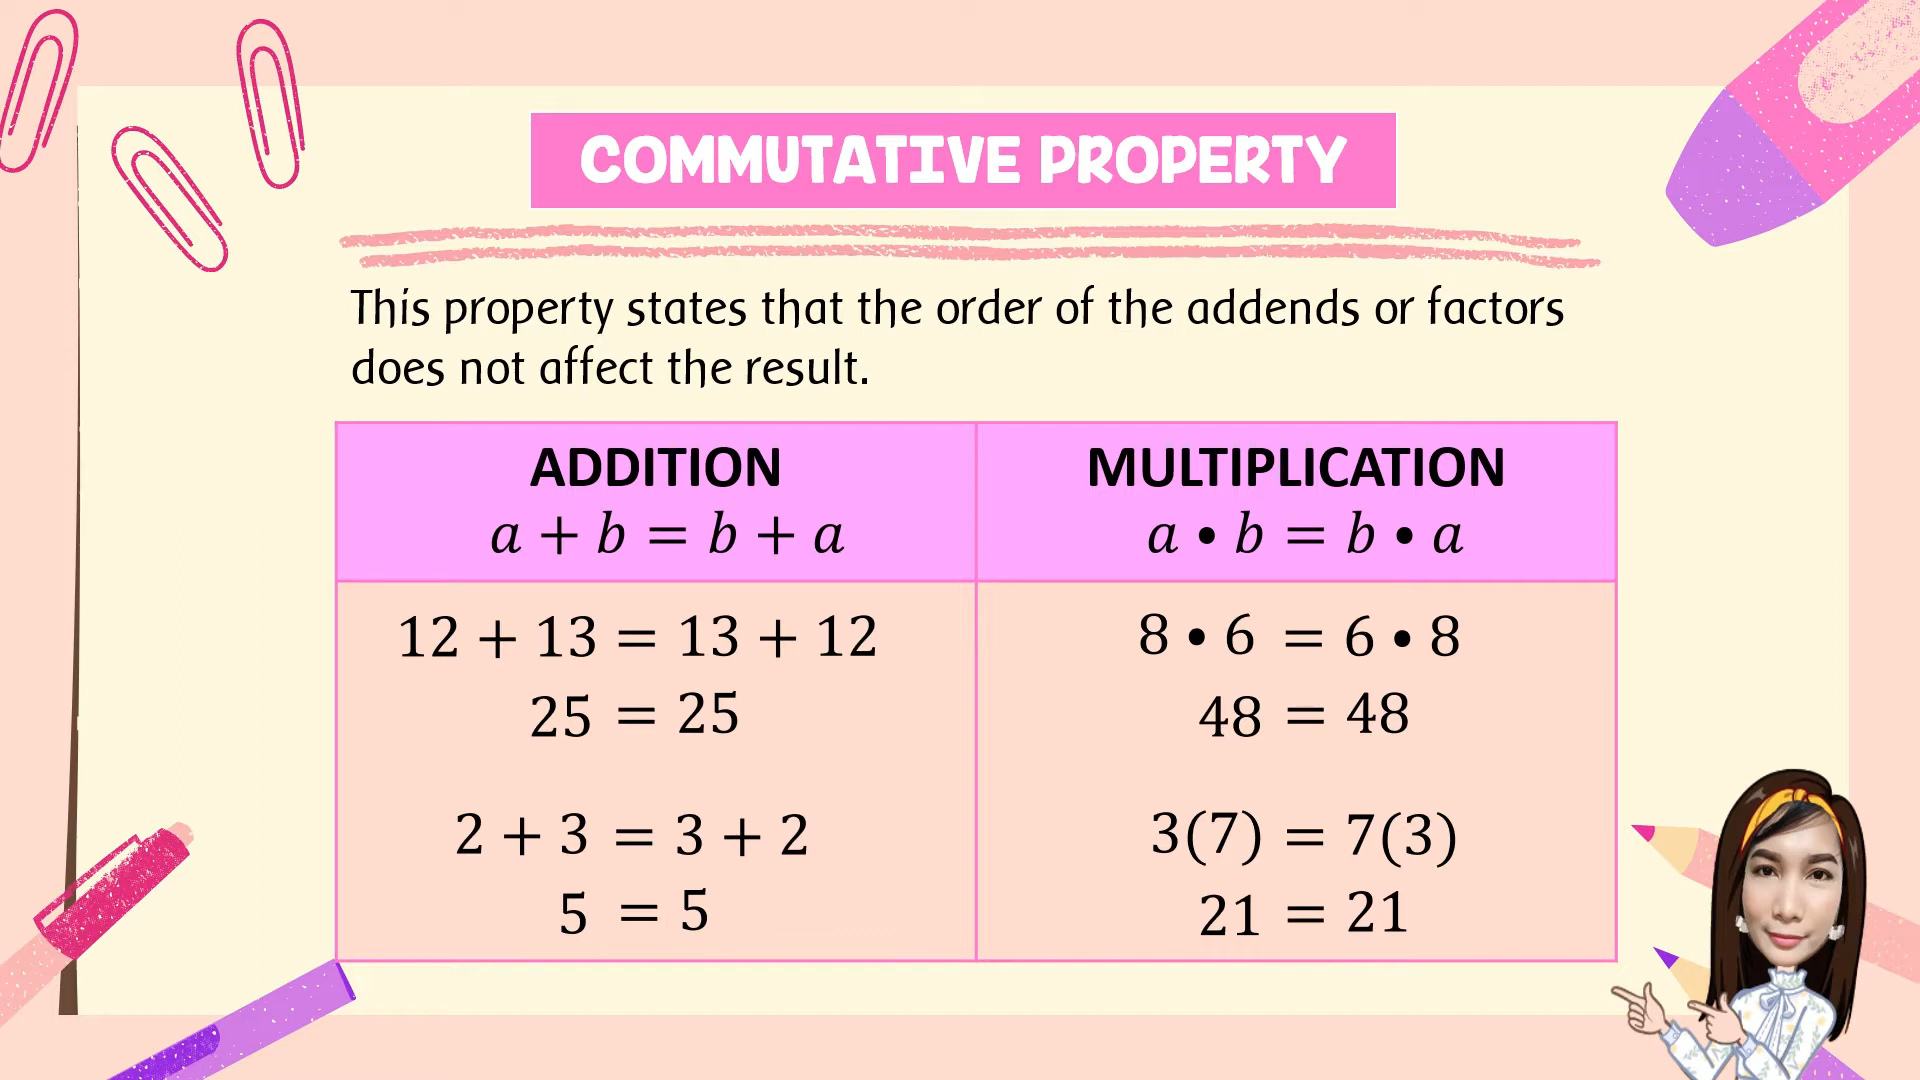 COMMUTATIVE PROPERTY
This property states that the order of the addends or factors
does not affect the result.
ADDITION
a + b = b + a
12 + 13 = 13 + 12
25 = 25
2 + 3 = 3 + 2
5 = 5
MULTIPLICATION
a • b = b • a
8 • 6 = 6 • 8
48 = 48
3(7) = 7(3)
21 = 21